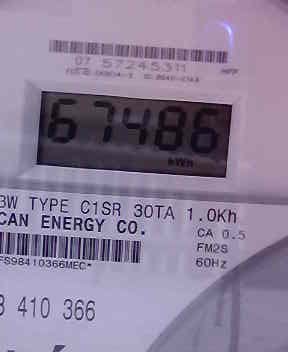 07 57245311
67486
kWh
3W TYPE C1SR 30TA 1.0Kh
CAN ENERGY CO.
CA 0.5
FM2S
FS98410366MEC*
60Hz
8 410 366